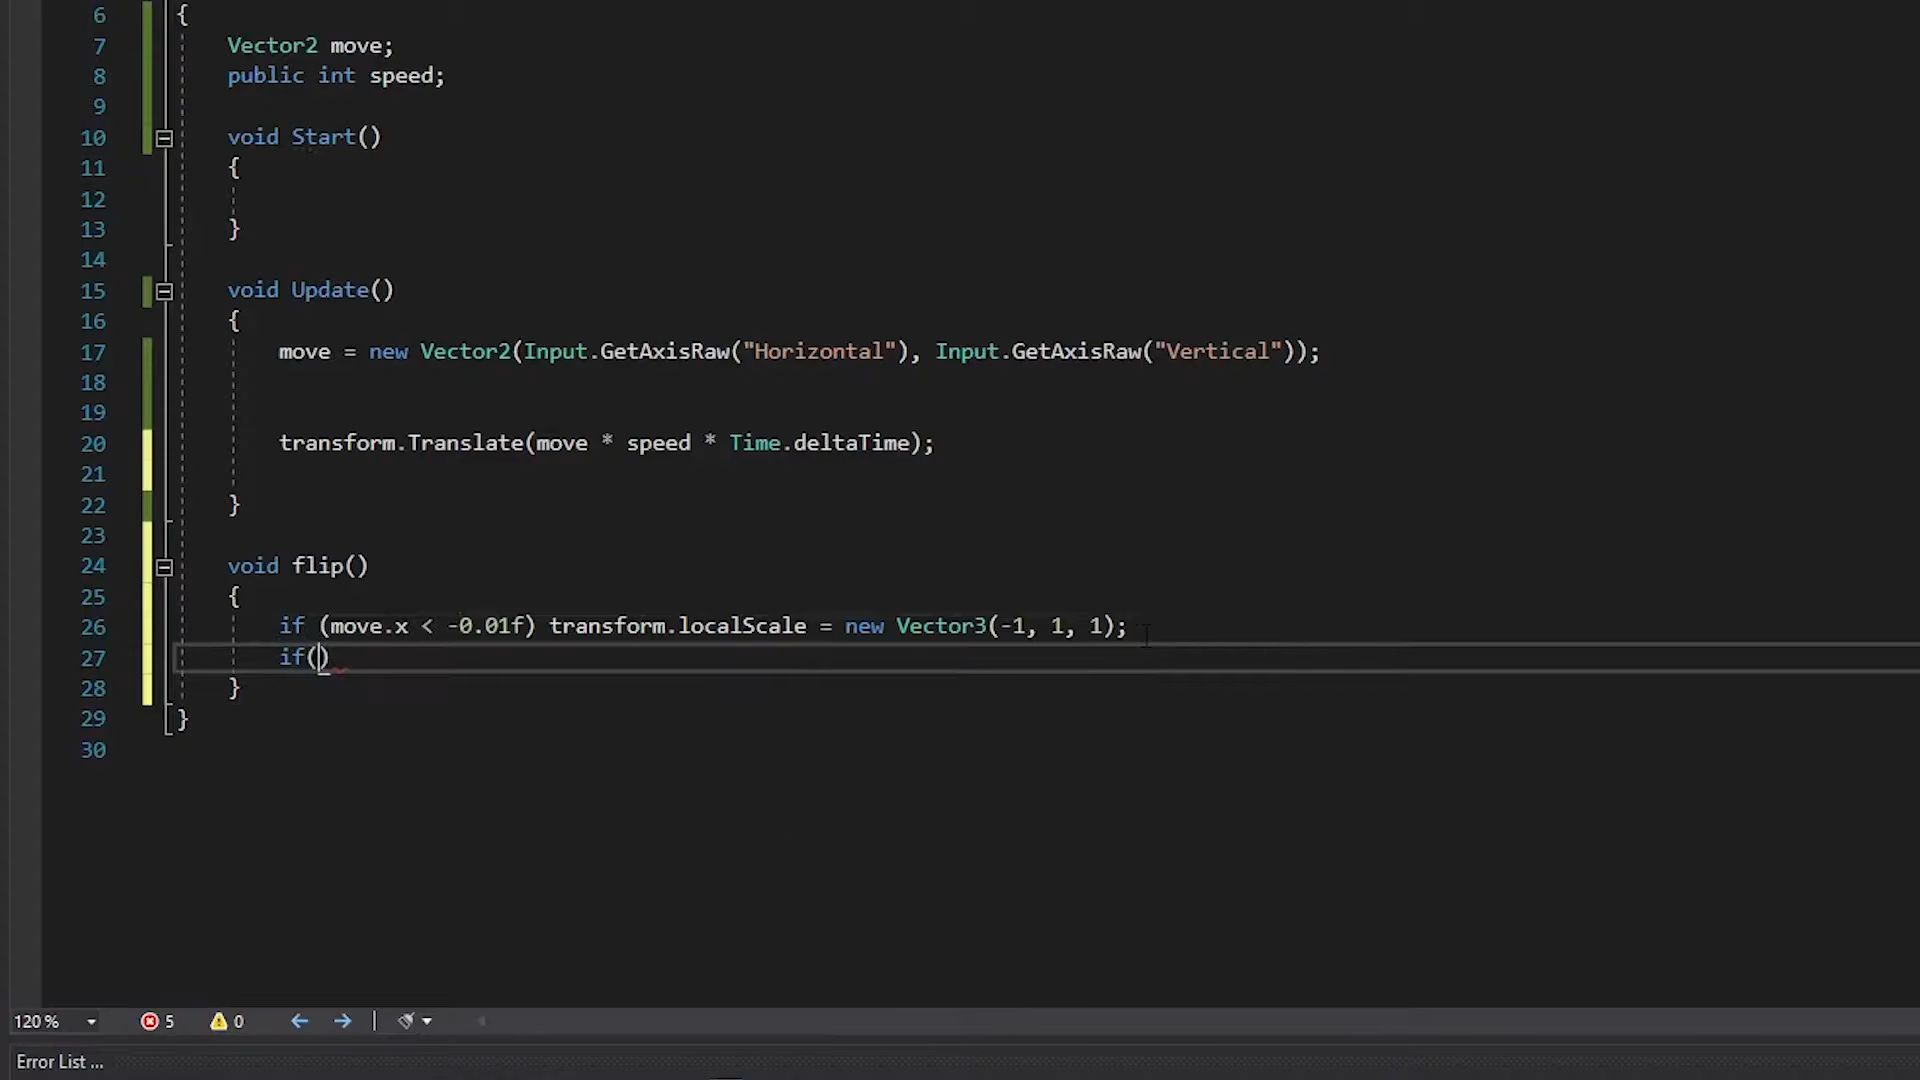 6 {
7 Vector2 move;
8 public int speed;
9
10 void Start()
11 {
12
13 }
14
15 void Update()
16 {
17 move = new Vector2(Input.GetAxisRaw("Horizontal"), Input.GetAxisRaw("Vertical"));
18
19
20 transform.Translate(move * speed * Time.deltaTime);
21
22 }
23
24 void flip()
25 {
26 if (move.x < -0.01f) transform.localScale = new Vector3(-1, 1, 1);
27 if()
28 }
29 }
30
120 % 5 0
Error List ...